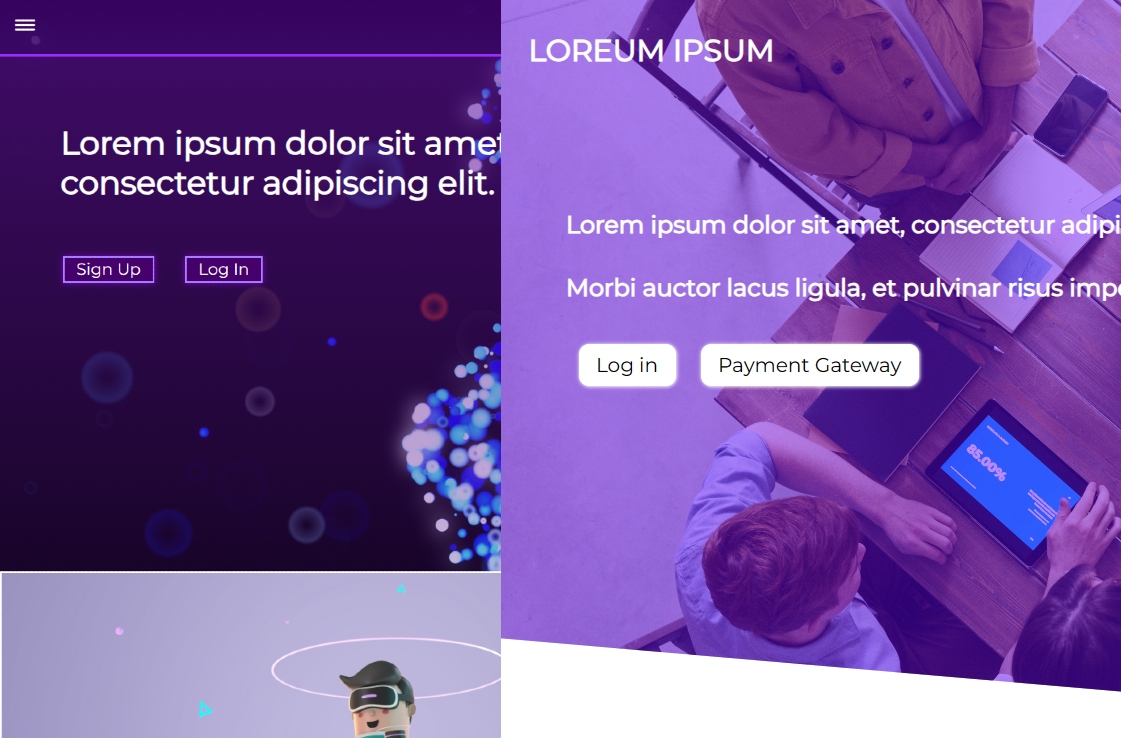 Lorem ipsum dolor sit amet
consectetur adipiscing elit.
Sign Up
Log In
LOREUM IPSUM
Lorem ipsum dolor sit amet, consectetur adipi
Morbi auctor lacus ligula, et pulvinar risus impe
Log in
Payment Gateway
85.00%